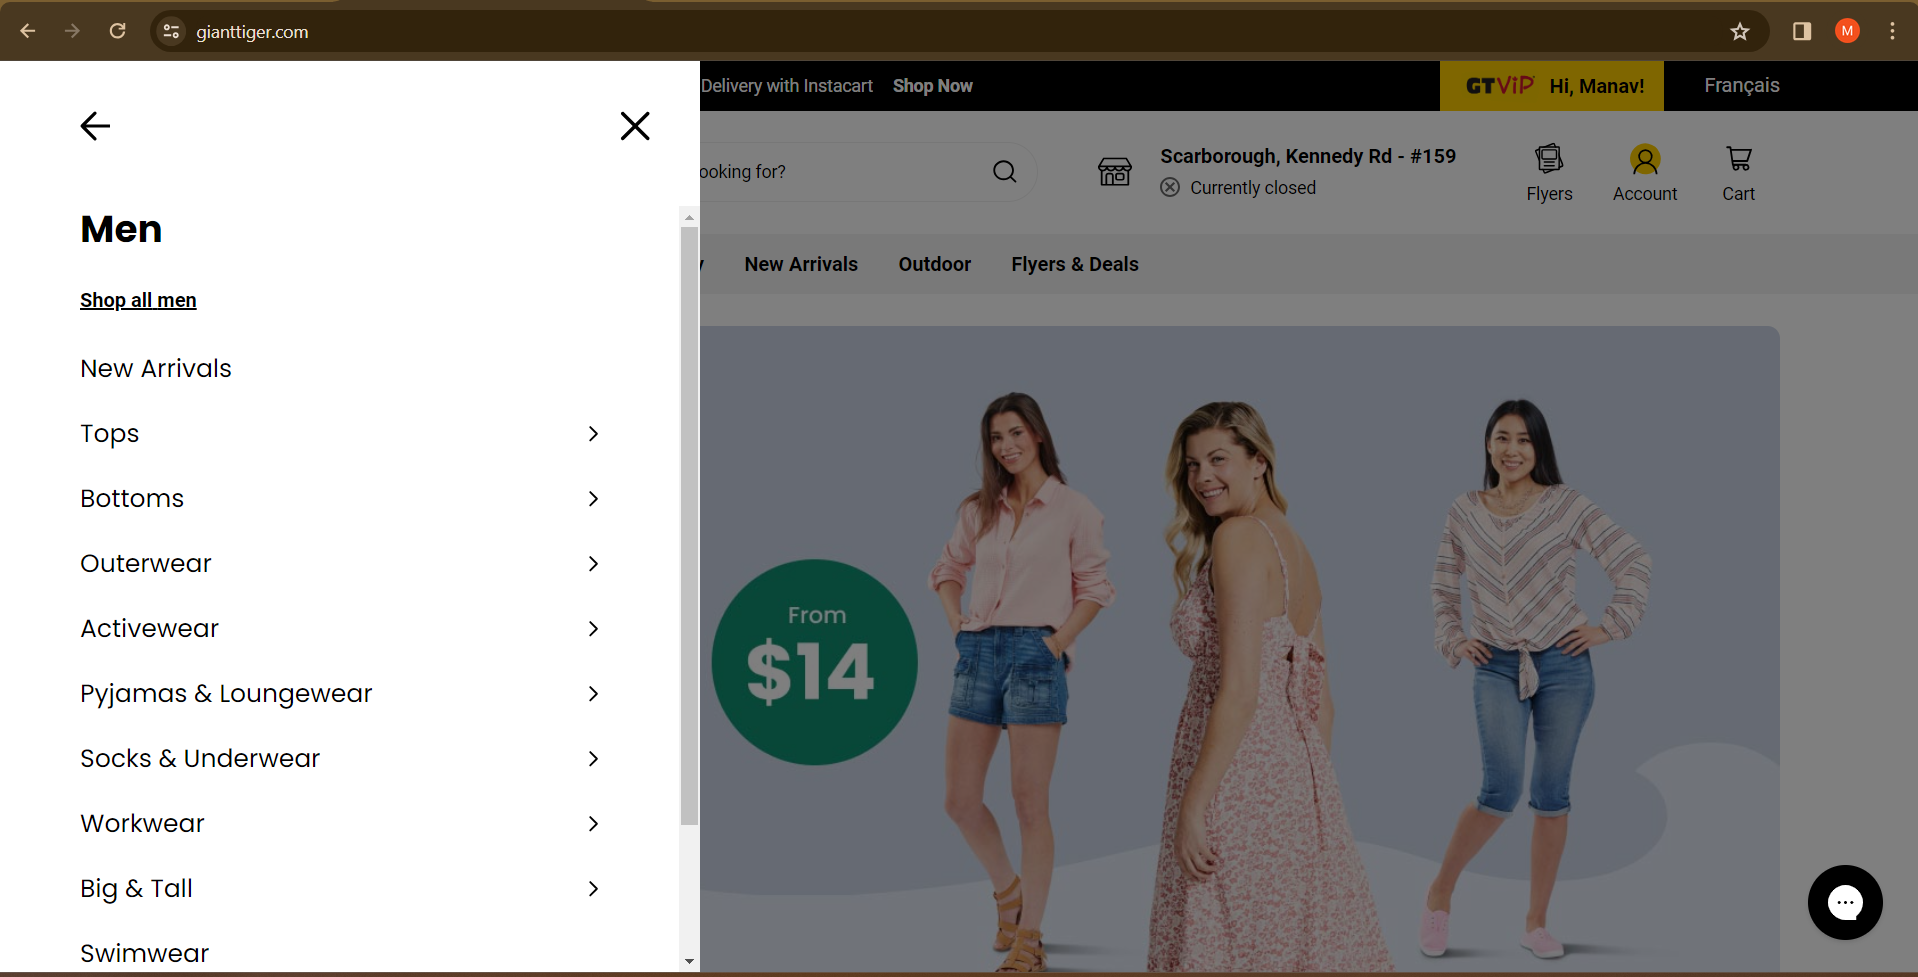 gianttiger.com
M
Delivery with Instacart Shop Now
GTVIP Hi, Manav!
Français
ooking for?
Scarborough, Kennedy Rd - #159
Currently closed
Flyers
Account
Cart
New Arrivals
Outdoor
Flyers & Deals
Men
Shop all men
New Arrivals
Tops
Bottoms
Outerwear
Activewear
Pyjamas & Loungewear
Socks & Underwear
Workwear
Big & Tall
Swimwear
From
$14